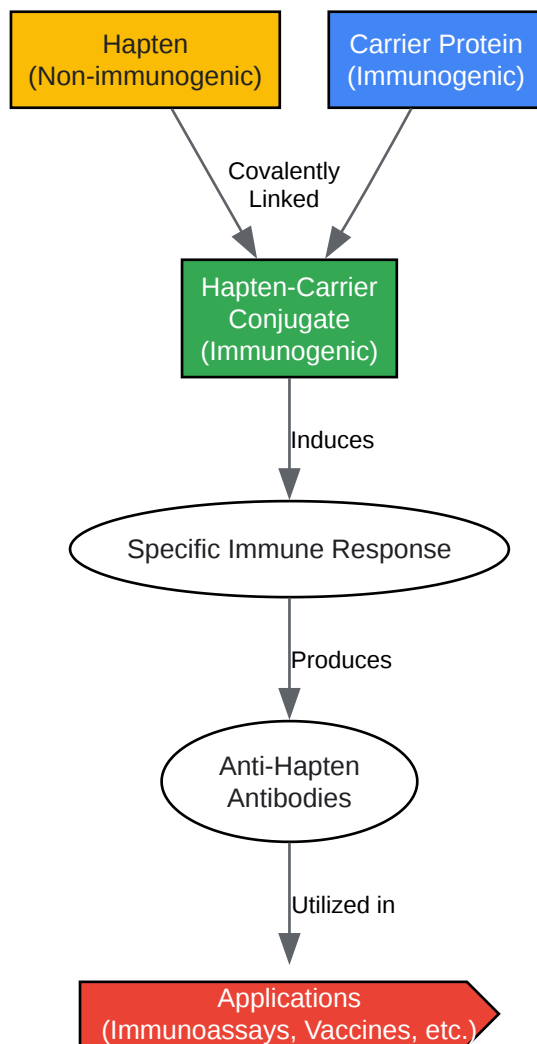 Hapten
(Non-immunogenic)
Carrier Protein
(Immunogenic)
Covalently
Linked
Hapten-Carrier
Conjugate
(Immunogenic)
Induces
Specific Immune Response
Produces
Anti-Hapten
Antibodies
Utilized in
Applications
(Immunoassays, Vaccines, etc.)